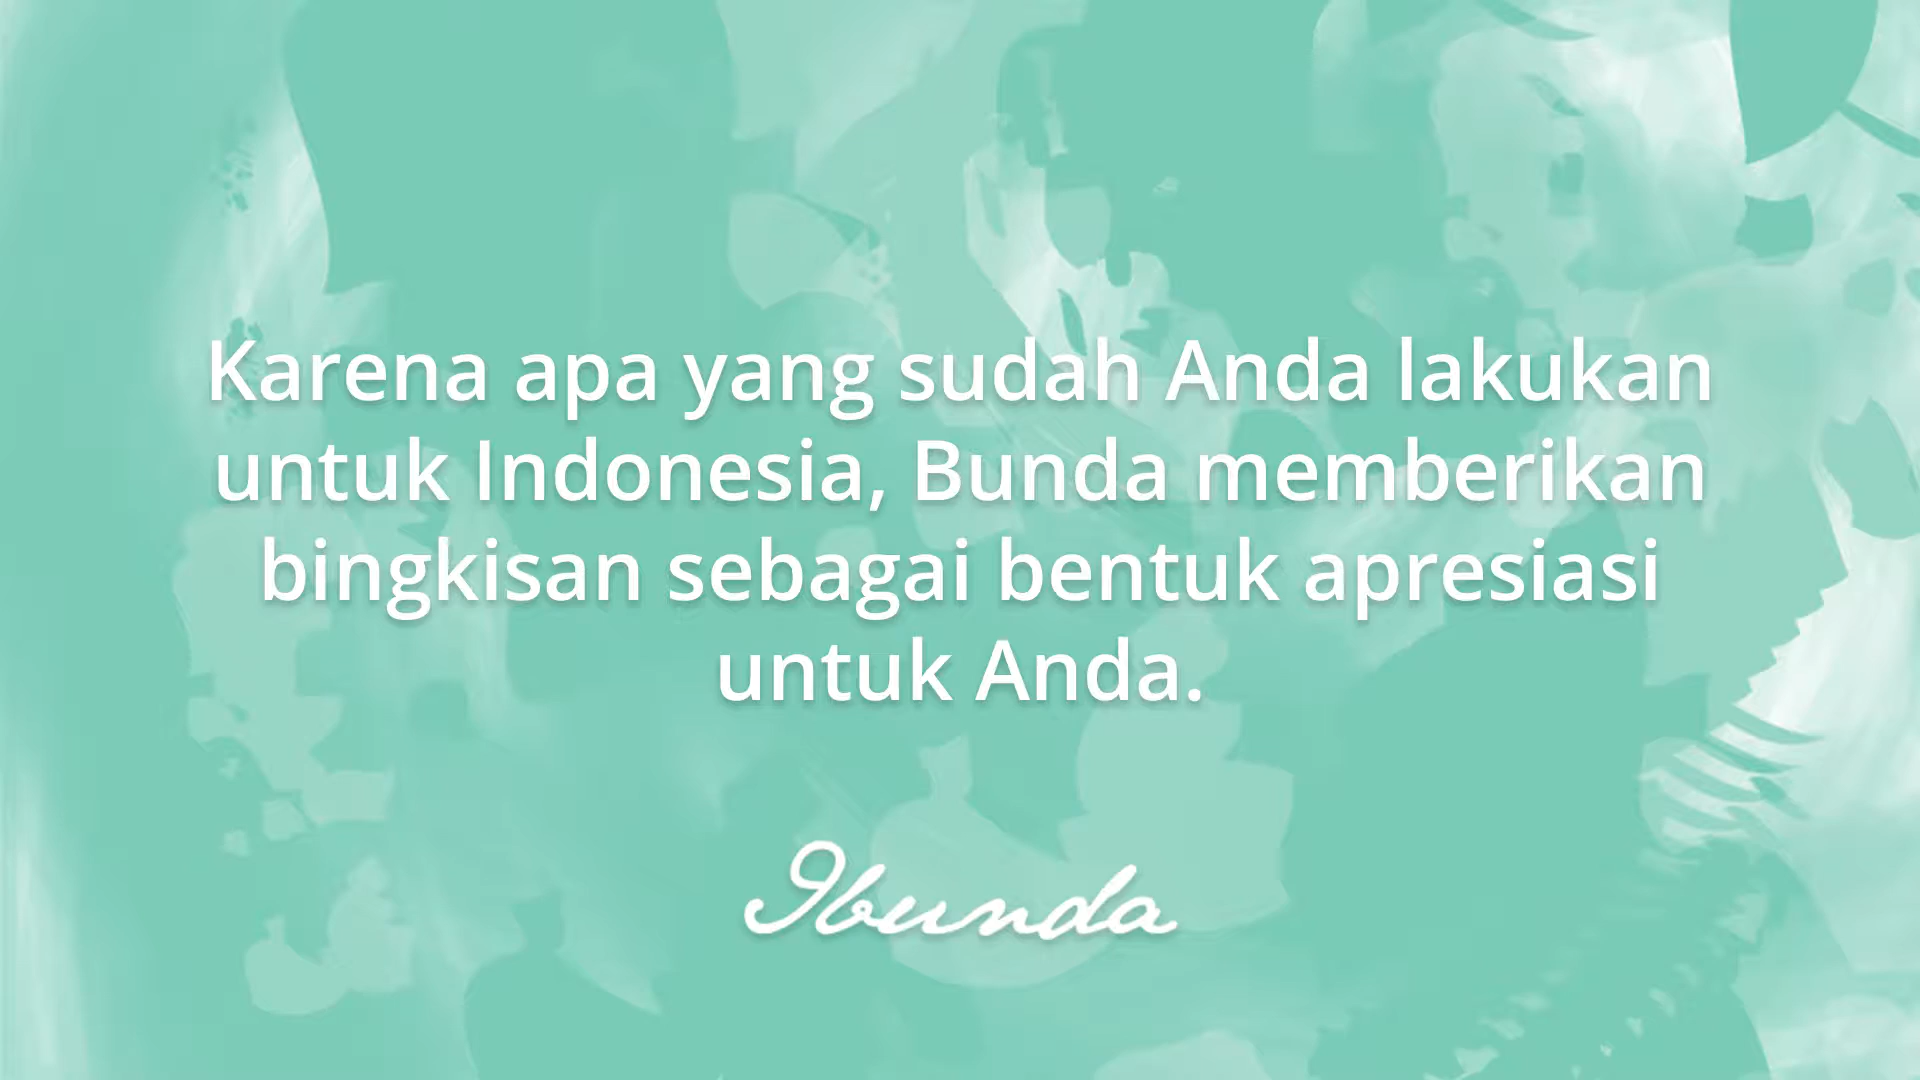 Karena apa yang sudah Anda lakukan
untuk Indonesia, Bunda memberikan
bingkisan sebagai bentuk apresiasi
untuk Anda.
Ibunda